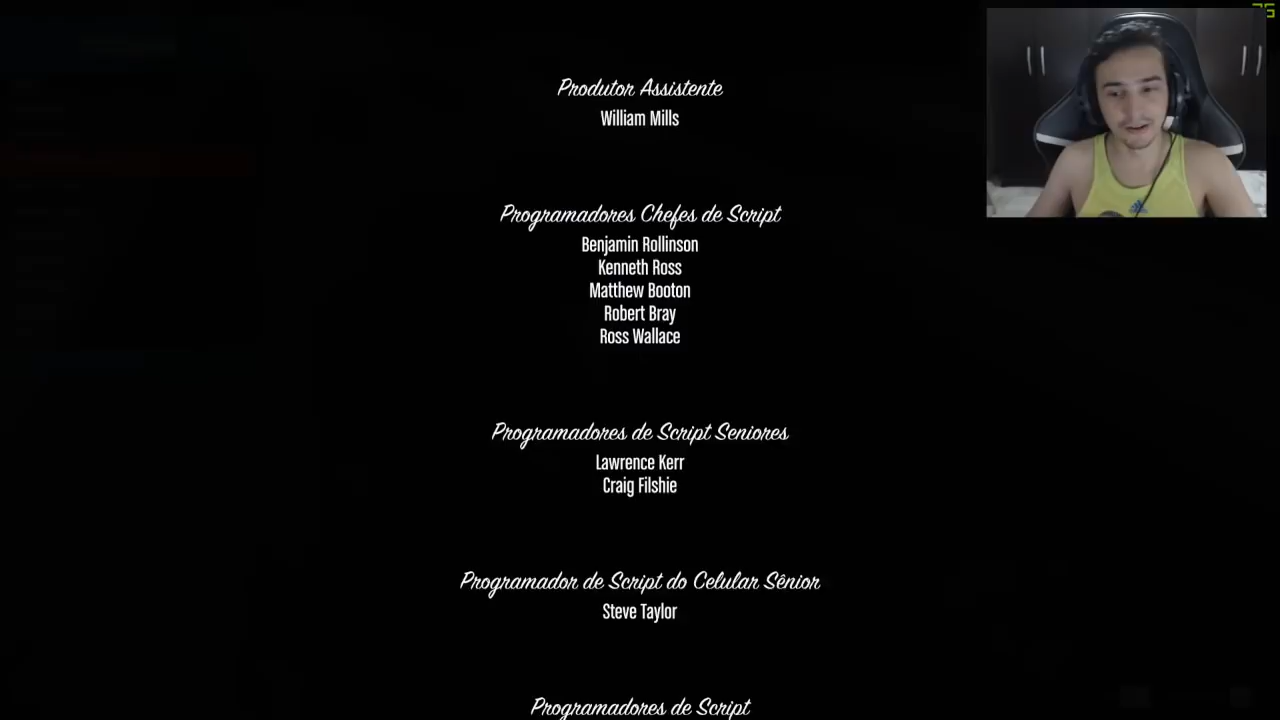 75
Produtor Assistente
William Mills
Programadores Chefes de Script
Benjamin Rollinson
Kenneth Ross
Matthew Booton
Robert Bray
Ross Wallace
Programadores de Script Seniores
Lawrence Kerr
Craig Filshie
Programador de Script do Celular Sênior
Steve Taylor
Programadores de Script